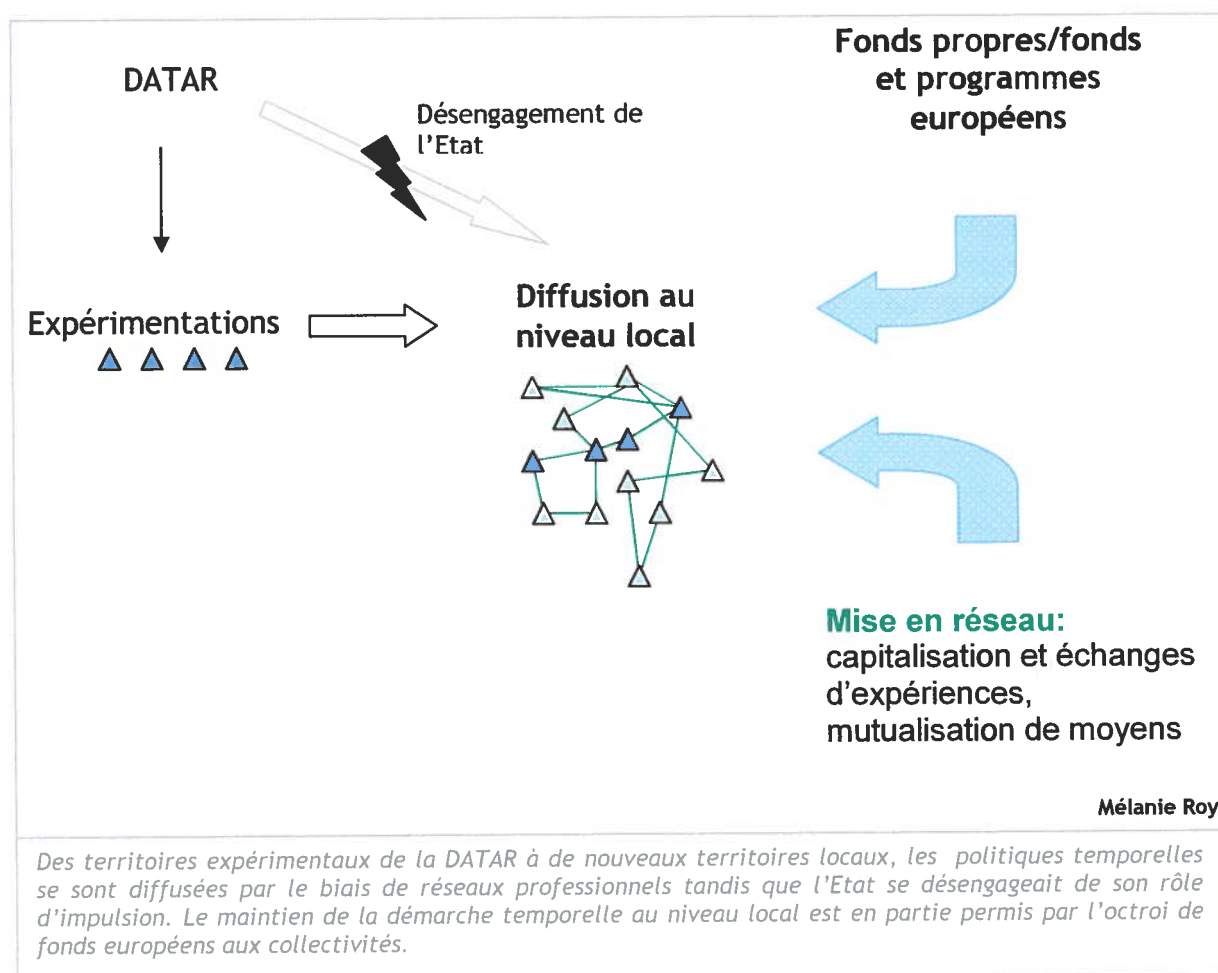 DATAR
Désengagement de
l'Etat
Fonds propres/fonds
et programmes
européens
Expérimentations
Diffusion au
niveau local
Mise en réseau:
capitalisation et échanges
d'expériences,
mutualisation de moyens
Mélanie Roy
Des territoires expérimentaux de la DATAR à de nouveaux territoires locaux, les politiques temporelles
se sont diffusées par le biais de réseaux professionnels tandis que l'Etat se désengageait de son rôle
d'impulsion. Le maintien de la démarche temporelle au niveau local est en partie permis par l'octroi de
fonds européens aux collectivités.